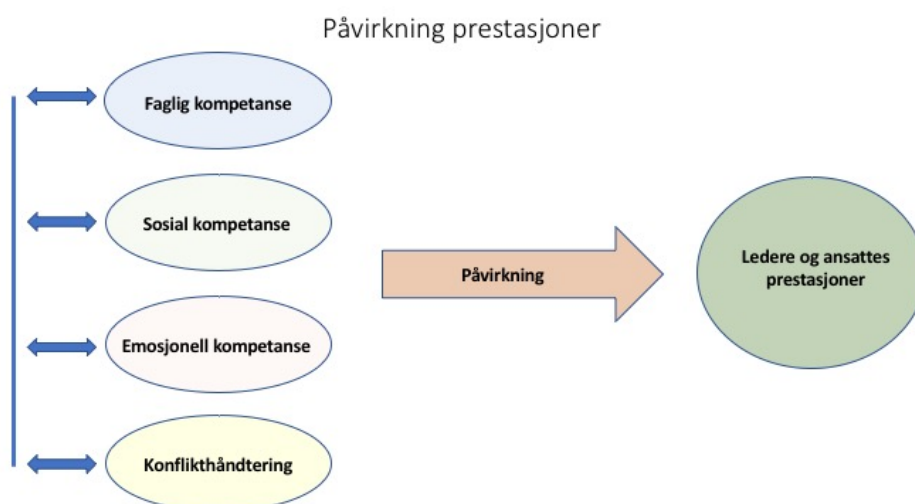 Påvirkning prestasjoner
Faglig kompetanse
Sosial kompetanse
Emosjonell kompetanse
Konflikthåndtering
Påvirkning
Ledere og ansattes
prestasjoner